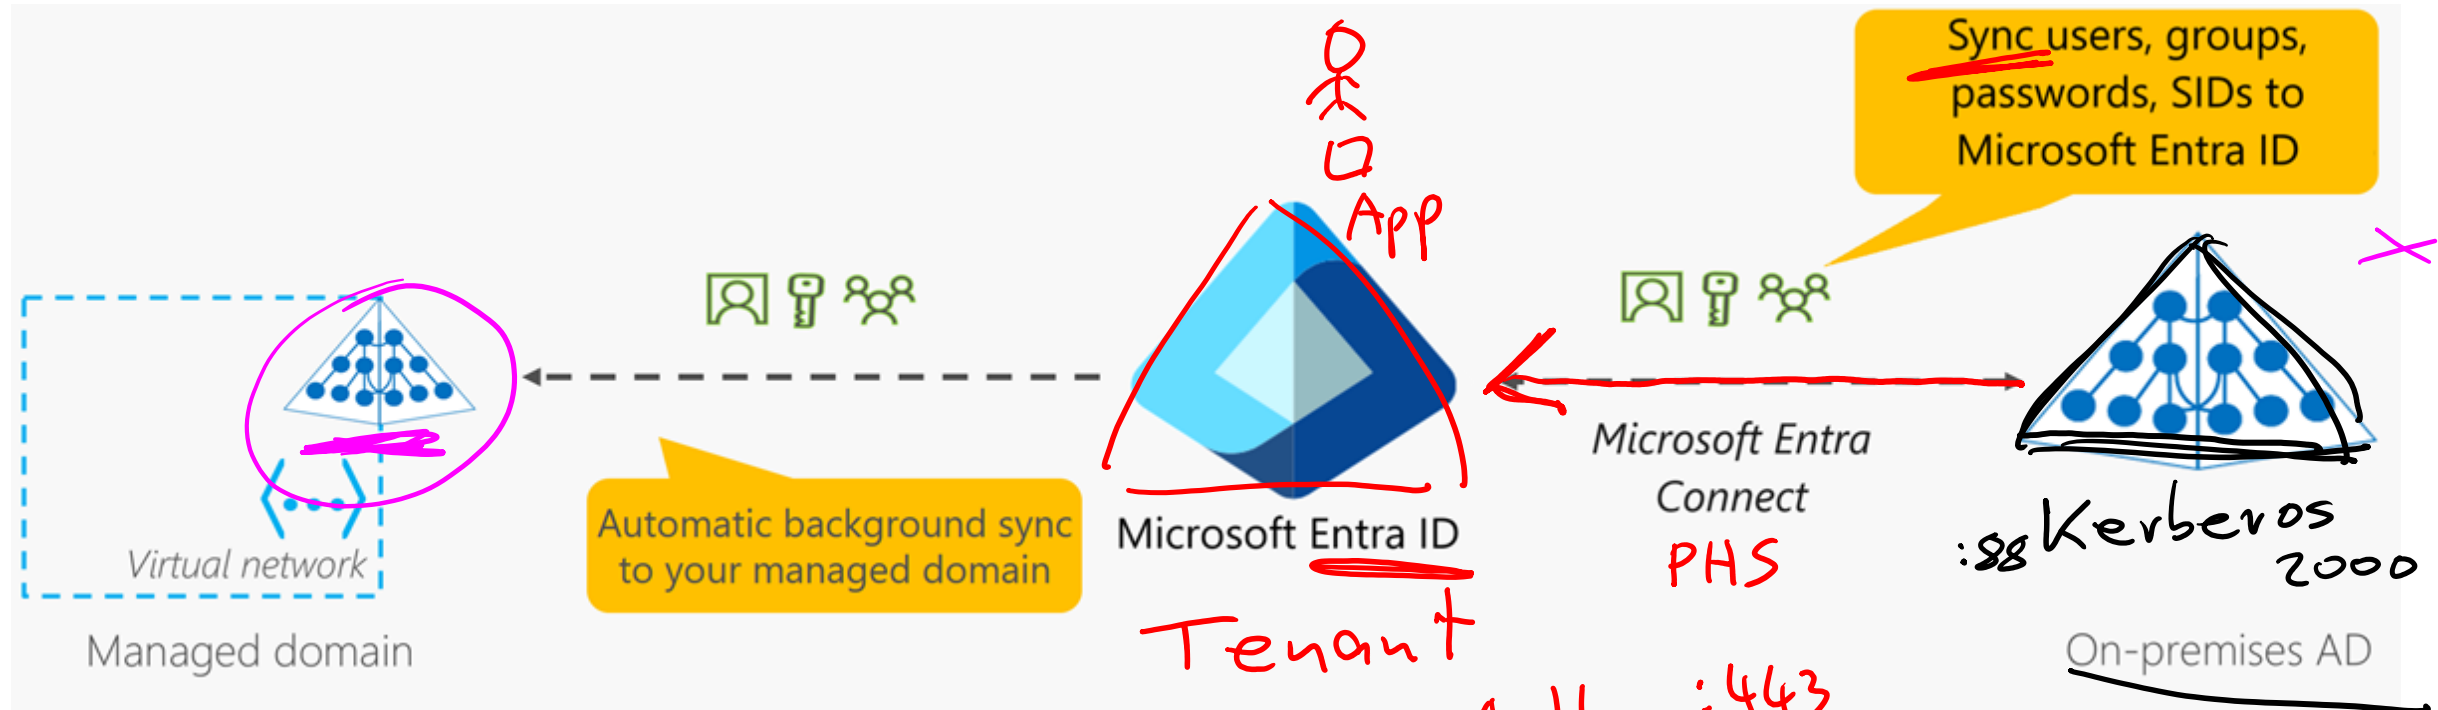 Sync users, groups,
passwords, SIDs to
Microsoft Entra ID
App
Microsoft Entra
Connect
PHS
Automatic background sync
to your managed domain
Microsoft Entra ID
Tenant
:88 Kerberos
2000
Virtual network
Managed domain
On-premises AD
:443